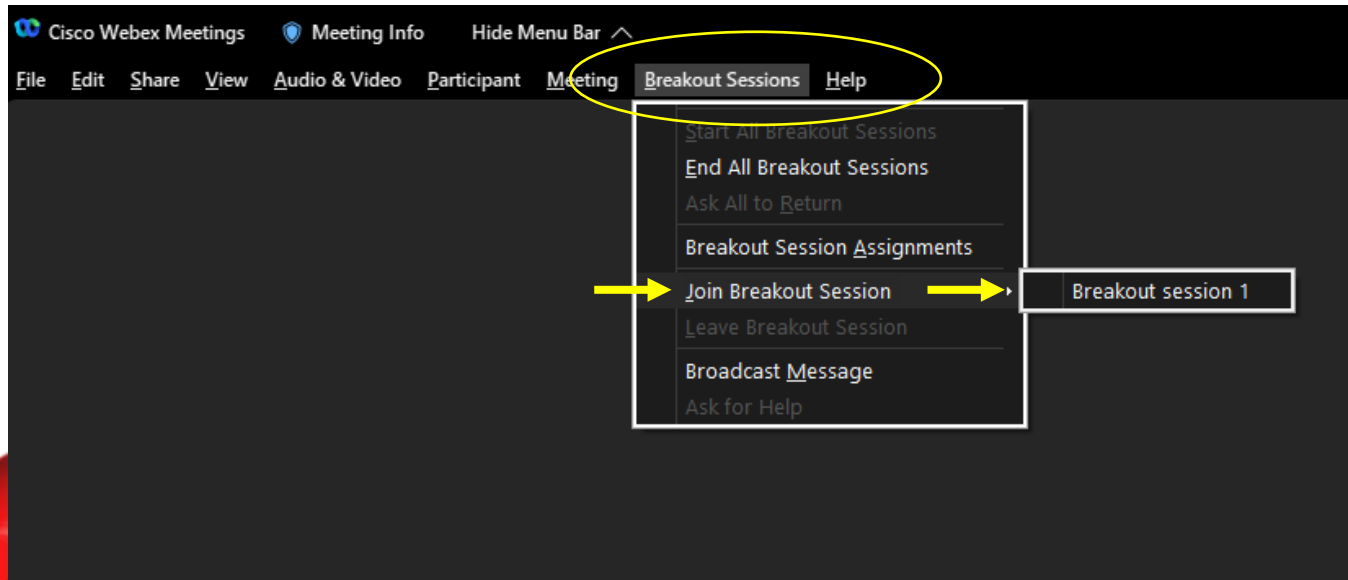 Cisco Webex Meetings Meeting Info Hide Menu Bar
File Edit Share View Audio & Video Participant Meeting Breakout Sessions Help
Start All Breakout Sessions
End All Breakout Sessions
Ask All to Return
Breakout Session Assignments
Join Breakout Session Breakout session 1
Leave Breakout Session
Broadcast Message
Ask for Help